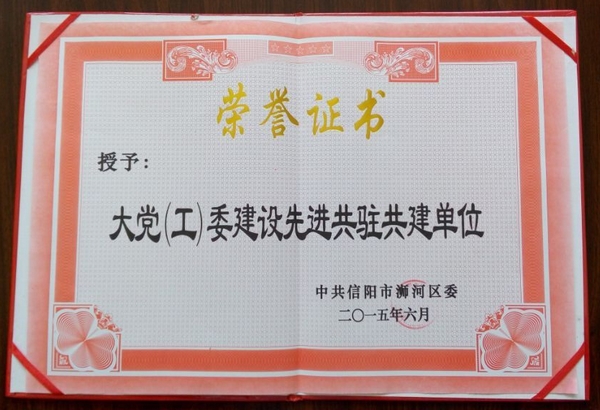 荣誉证书
授予：
大党(工)委建设先进共驻共建单位
中共信阳市浉河区委
二〇一五年六月